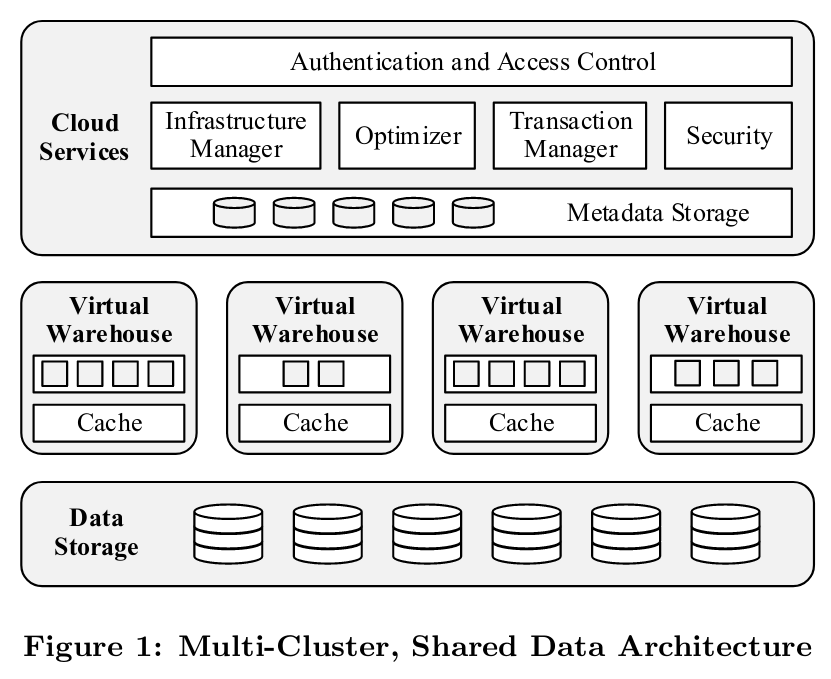 Authentication and Access Control
Cloud
Services
Infrastructure
Manager
Optimizer
Transaction
Manager
Security
Metadata Storage
Virtual
Warehouse
Cache
Virtual
Warehouse
Cache
Virtual
Warehouse
Cache
Virtual
Warehouse
Cache
Data
Storage
Figure 1: Multi-Cluster, Shared Data Architecture